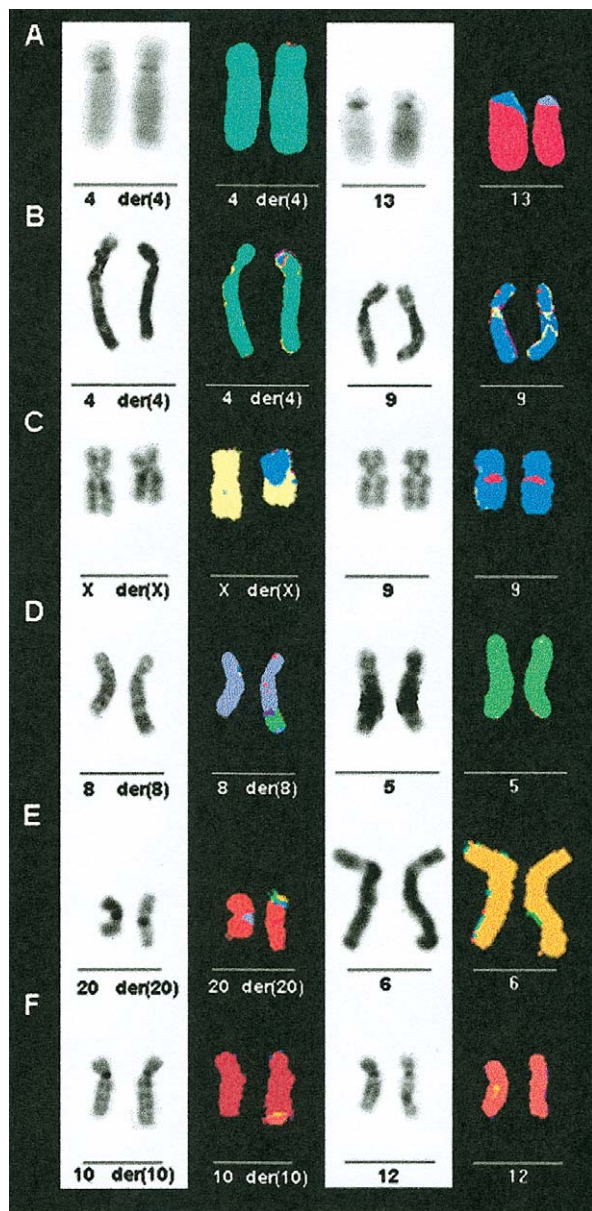 A
4 der(4) 4 der(4) 13 13
B
4 der(4) 4 der(4) 9 9
C
X der(X) X der(X) 9 9
D
8 der(8) 8 der(8) 5 5
E
20 der(20) 20 der(20) 6 6
F
10 der(10) 10 der(10) 12 12